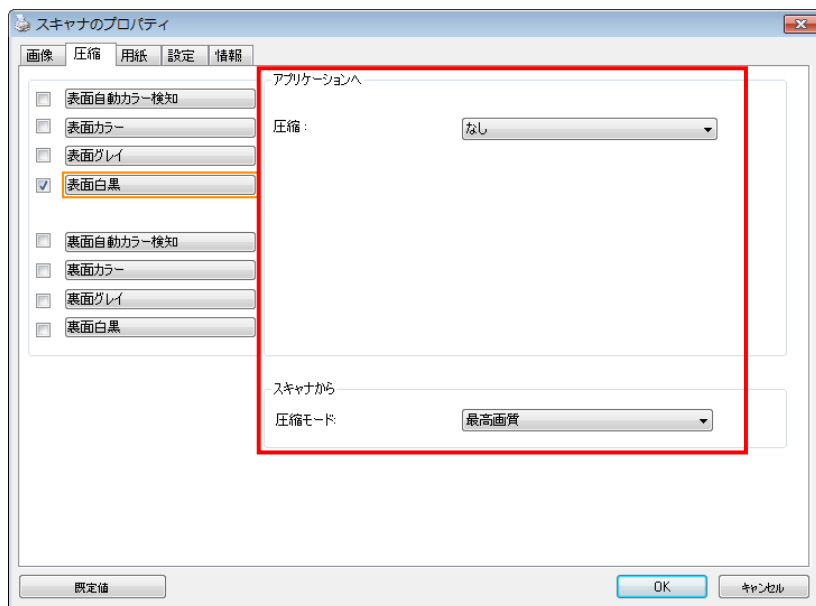 スキャナのプロパティ
画像 圧縮 用紙 設定 情報
表面自動カラー検知
表面カラー
表面グレイ
表面白黒
裏面自動カラー検知
裏面カラー
裏面グレイ
裏面白黒
アプリケーションへ
圧縮: なし
スキャナから
圧縮モード: 最高画質
既定値 OK キャンセル